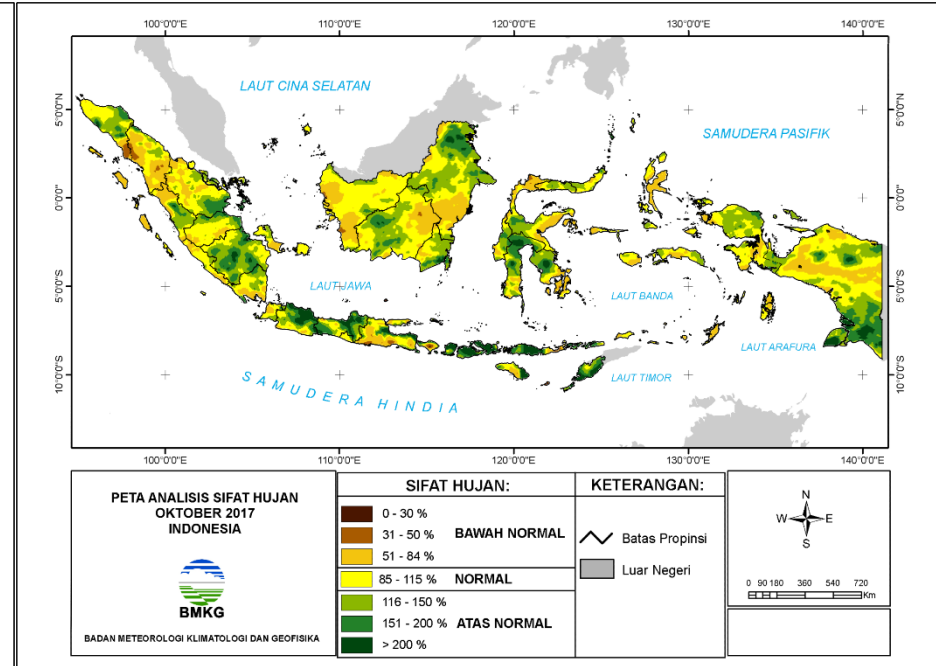 100°0'0"E 110°0'0"E 120°0'0"E 130°0'0"E 140°0'0"E
5°0'0"N
0°0'0"
5°0'0"S
10°0'0"S
LAUT CINA SELATAN
SAMUDERA PASIFIK
LAUT JAWA
LAUT BANDA
LAUT ARAFURA
LAUT TIMOR
SAMUDERA HINDIA
5°0'0"N
0°0'0"
5°0'0"S
10°0'0"S
100°0'0"E 110°0'0"E 120°0'0"E 130°0'0"E 140°0'0"E
PETA ANALISIS SIFAT HUJAN
OKTOBER 2017
INDONESIA
BMKG
BADAN METEOROLOGI KLIMATOLOGI DAN GEOFISIKA
SIFAT HUJAN:
0 - 30 %
31 - 50 % BAWAH NORMAL
51 - 84 %
85 - 115 % NORMAL
116 - 150 %
151 - 200 % ATAS NORMAL
> 200 %
KETERANGAN:
Batas Propinsi
Luar Negeri
N
W E
S
0 90 180 360 540 720
Km